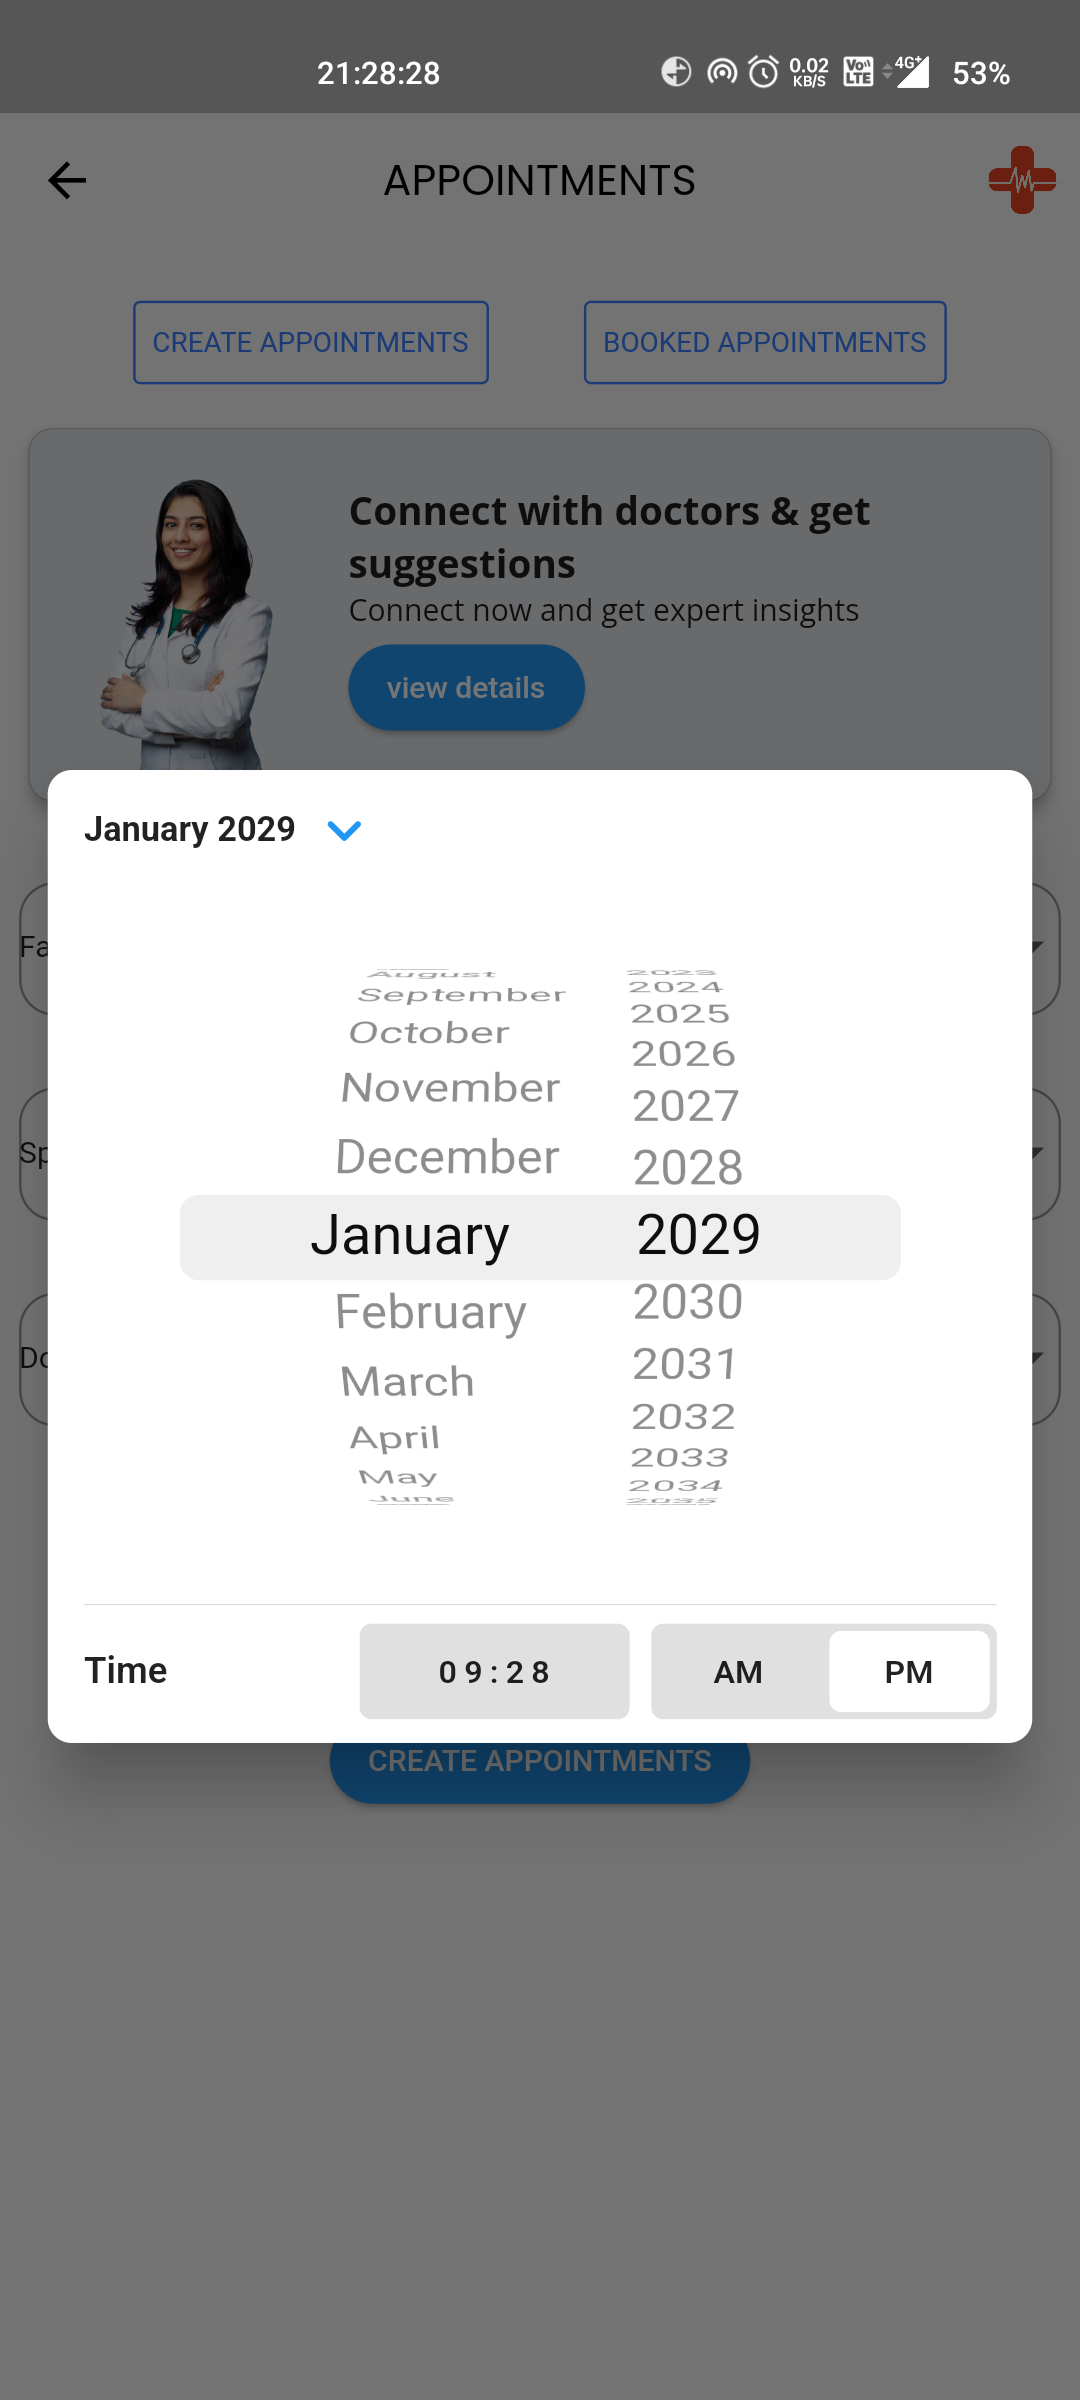 21:28:28
0.02
KB/S
Vo))
LTE
4G+
53%
APPOINTMENTS
CREATE APPOINTMENTS
BOOKED APPOINTMENTS
Connect with doctors & get
suggestions
Connect now and get expert insights
view details
January 2029
Fa
Sp
Do
August 2023
September 2024
October 2025
November 2026
December 2027
2028
January 2029
February 2030
March 2031
April 2032
May 2033
June 2034
2035
Time
09:28
AM
PM
CREATE APPOINTMENTS